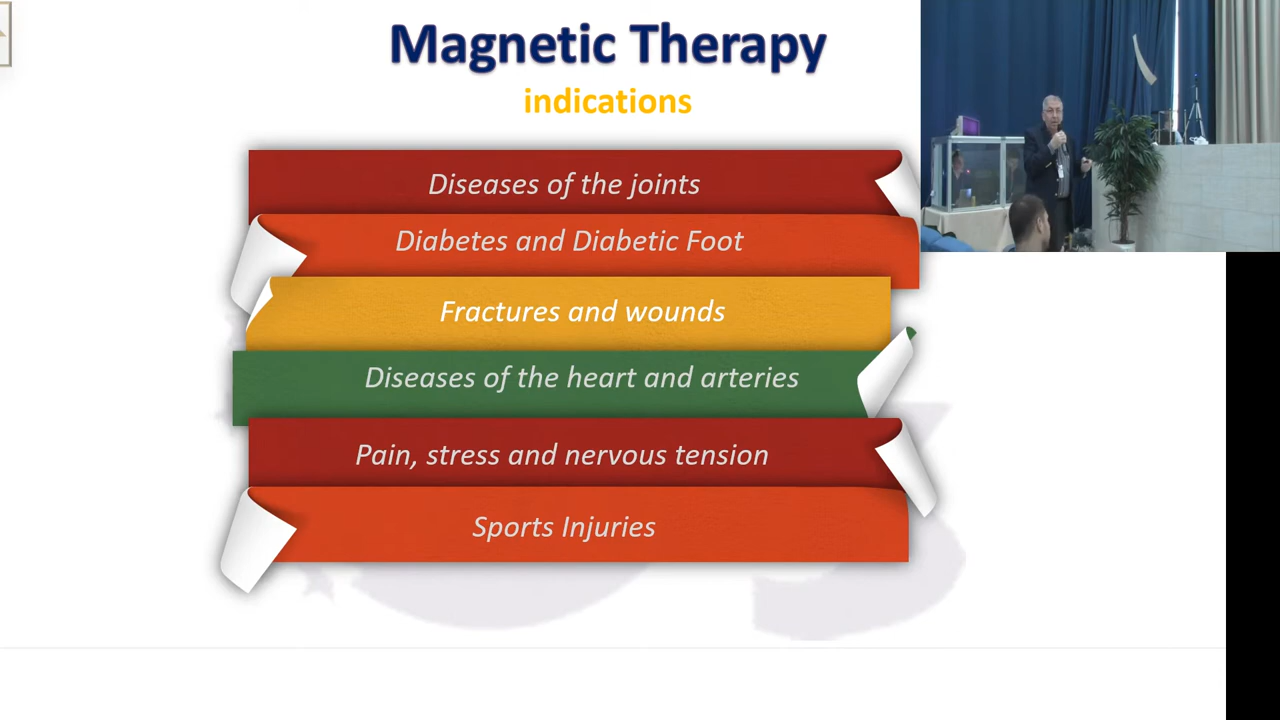 Magnetic Therapy
indications
Diseases of the joints
Diabetes and Diabetic Foot
Fractures and wounds
Diseases of the heart and arteries
Pain, stress and nervous tension
Sports Injuries